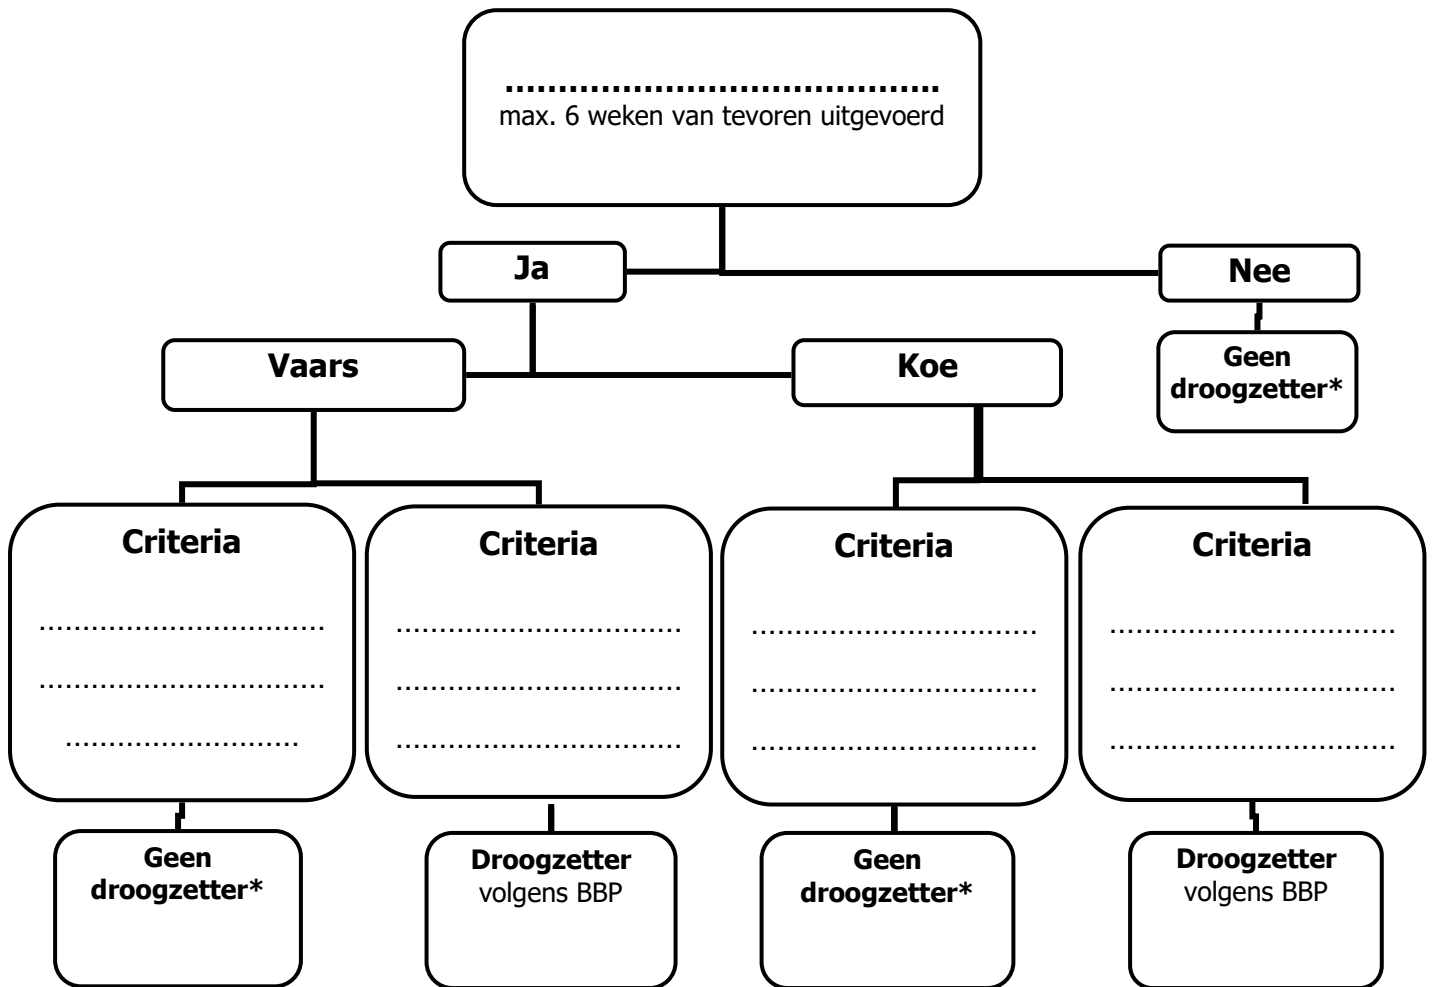 ........................................
max. 6 weken van tevoren uitgevoerd
Ja
Nee
Vaars
Koe
Geen
droogzetter*
Criteria
.................................
.................................
...........................
Criteria
.................................
.................................
.................................
Criteria
.................................
.................................
.................................
Criteria
.................................
.................................
.................................
Geen
droogzetter*
Droogzetter
volgens BBP
Geen
droogzetter*
Droogzetter
volgens BBP